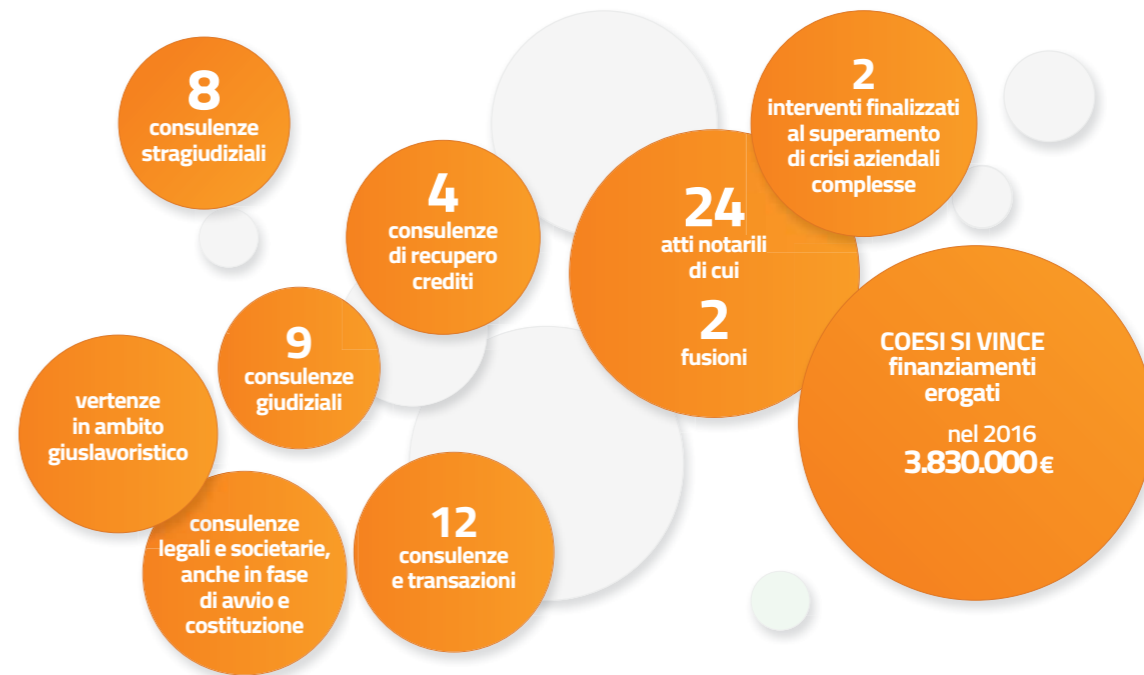 8
consulenze
stragiudiziali
4
consulenze
di recupero
crediti
2
interventi finalizzati
al superamento
di crisi aziendali
complesse
24
atti notarili
di cui
2
fusioni
9
consulenze
giudiziali
vertenze
in ambito
giuslavoristico
consulenze
legali e societarie,
anche in fase
di avvio e
costituzione
12
consulenze
e transazioni
COESI SI VINCE
finanziamenti
erogati
nel 2016
3.830.000 €